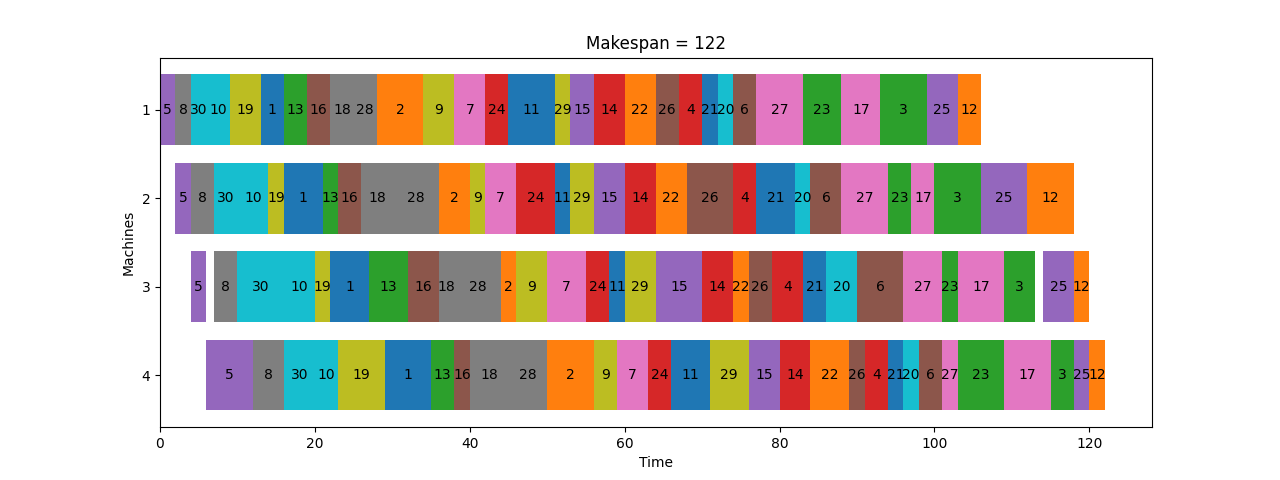 Makespan = 122
1 5 8 30 10 19 1 13 16 18 28 2 9 7 24 11 29 15 14 22 26 4 21 20 6 27 23 17 3 25 12
2 5 8 30 10 19 1 13 16 18 28 2 9 7 24 11 29 15 14 22 26 4 21 20 6 27 23 17 3 25 12
Machines
3 5 8 30 10 19 1 13 16 18 28 2 9 7 24 11 29 15 14 22 26 4 21 20 6 27 23 17 3 25 12
4 5 8 30 10 19 1 13 16 18 28 2 9 7 24 11 29 15 14 22 26 4 21 20 6 27 23 17 3 25 12
0 20 40 60 80 100 120
Time